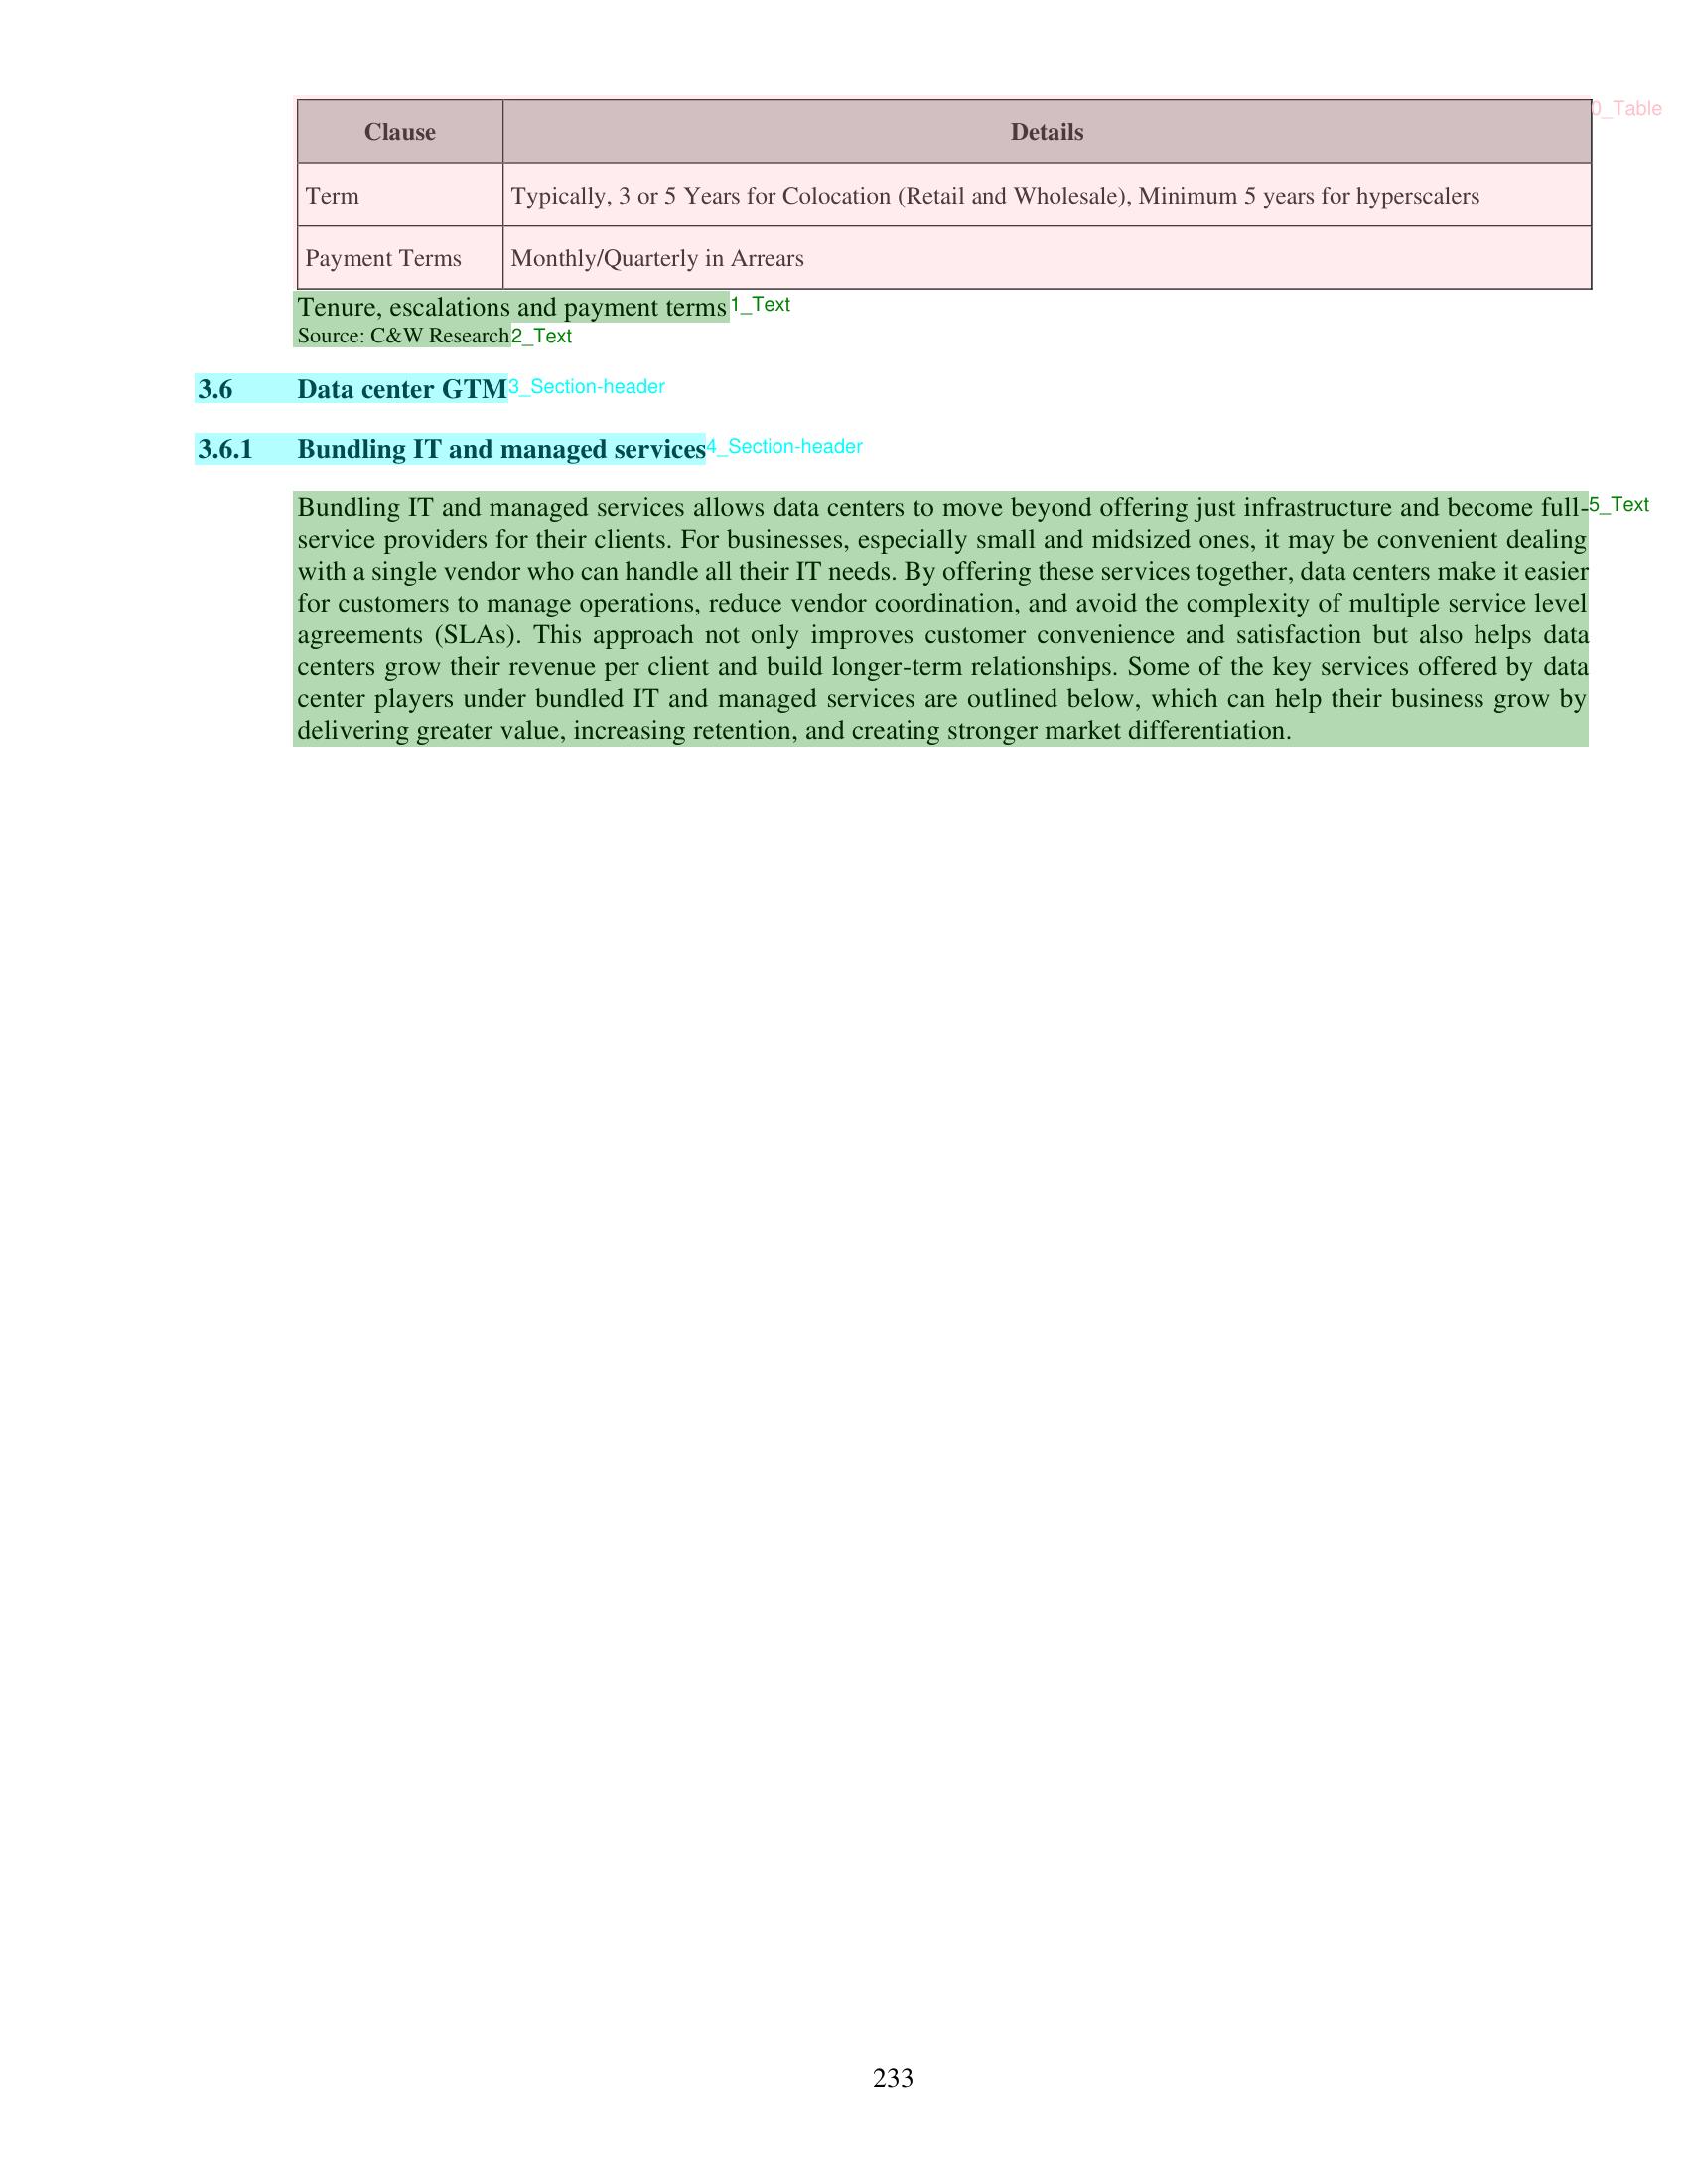 Clause Details
0_Table
Term Typically, 3 or 5 Years for Colocation (Retail and Wholesale), Minimum 5 years for hyperscalers
Payment Terms Monthly/Quarterly in Arrears
Tenure, escalations and payment terms 1_Text
Source: C&W Research 2_Text
3.6 Data center GTM 3_Section-header
3.6.1 Bundling IT and managed services 4_Section-header
Bundling IT and managed services allows data centers to move beyond offering just infrastructure and become full- 5_Text
service providers for their clients. For businesses, especially small and midsized ones, it may be convenient dealing
with a single vendor who can handle all their IT needs. By offering these services together, data centers make it easier
for customers to manage operations, reduce vendor coordination, and avoid the complexity of multiple service level
agreements (SLAs). This approach not only improves customer convenience and satisfaction but also helps data
centers grow their revenue per client and build longer-term relationships. Some of the key services offered by data
center players under bundled IT and managed services are outlined below, which can help their business grow by
delivering greater value, increasing retention, and creating stronger market differentiation.
233